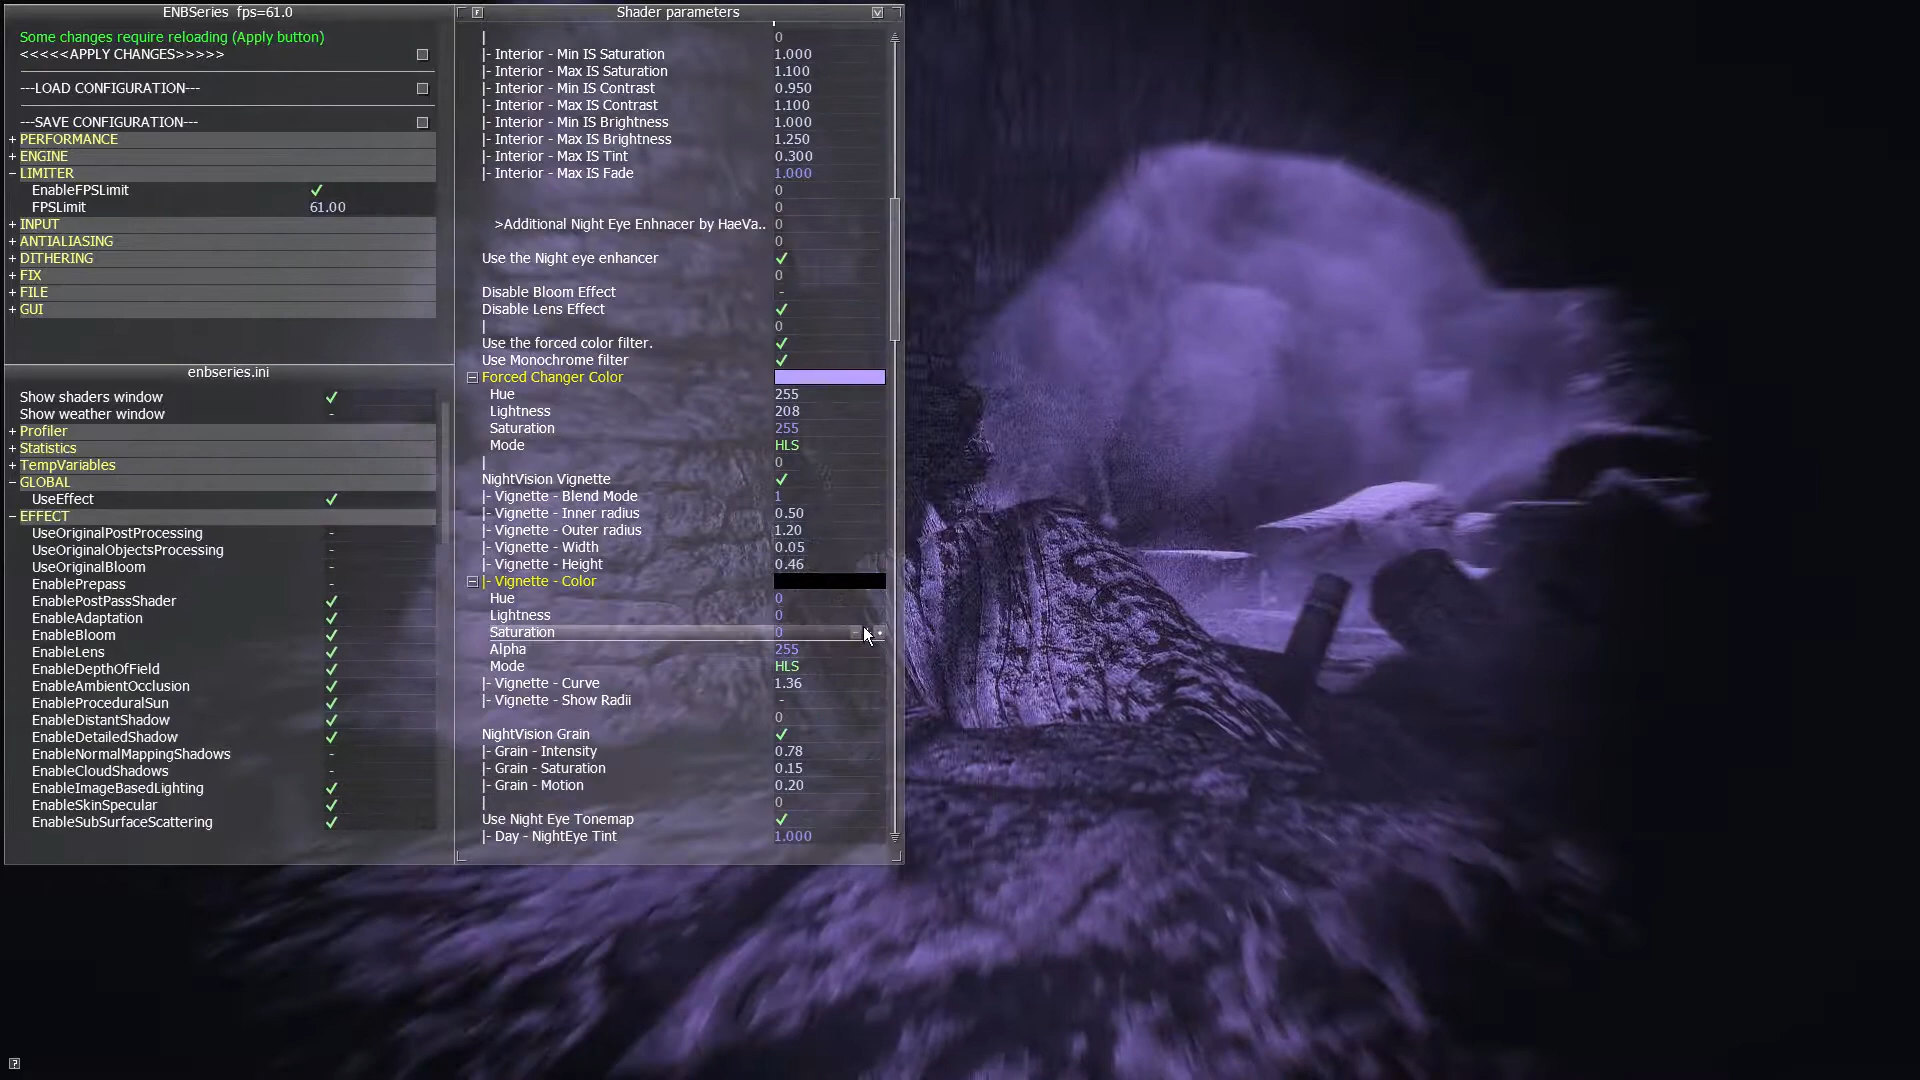 ENBSeries fps=61.0
Some changes require reloading (Apply button)
<<<<<APPLY CHANGES>>>>>
---LOAD CONFIGURATION---
---SAVE CONFIGURATION---
+ PERFORMANCE
+ ENGINE
- LIMITER
EnableFPSLimit
FPSLimit 61.00
+ INPUT
+ ANTIALIASING
+ DITHERING
+ FIX
+ FILE
+ GUI
enbseries.ini
Show shaders window
Show weather window -
+ Profiler
+ Statistics
+ TempVariables
- GLOBAL
UseEffect
- EFFECT
UseOriginalPostProcessing -
UseOriginalObjectsProcessing -
UseOriginalBloom -
EnablePrepass -
EnablePostPassShader
EnableAdaptation
EnableBloom
EnableLens
EnableDepthOfField
EnableAmbientOcclusion
EnableProceduralSun
EnableDistantShadow
EnableDetailedShadow
EnableNormalMappingShadows -
EnableCloudShadows -
EnableImageBasedLighting
EnableSkinSpecular
EnableSubSurfaceScattering
F Shader parameters
| 0
|- Interior - Min IS Saturation 1.000
|- Interior - Max IS Saturation 1.100
|- Interior - Min IS Contrast 0.950
|- Interior - Max IS Contrast 1.100
|- Interior - Min IS Brightness 1.000
|- Interior - Max IS Brightness 1.250
|- Interior - Max IS Tint 0.300
|- Interior - Max IS Fade 1.000
0
0
>Additional Night Eye Enhnacer by HaeVa.. 0
0
Use the Night eye enhancer
0
Disable Bloom Effect -
Disable Lens Effect
| 0
Use the forced color filter.
Use Monochrome filter
Forced Changer Color
Hue 255
Lightness 208
Saturation 255
Mode HLS
| 0
NightVision Vignette
|- Vignette - Blend Mode 1
|- Vignette - Inner radius 0.50
|- Vignette - Outer radius 1.20
|- Vignette - Width 0.05
|- Vignette - Height 0.46
|- Vignette - Color
Hue 0
Lightness 0
Saturation 0
Alpha 255
Mode HLS
|- Vignette - Curve 1.36
|- Vignette - Show Radii -
0
NightVision Grain
|- Grain - Intensity 0.78
|- Grain - Saturation 0.15
|- Grain - Motion 0.20
| 0
Use Night Eye Tonemap
|- Day - NightEye Tint 1.000
?